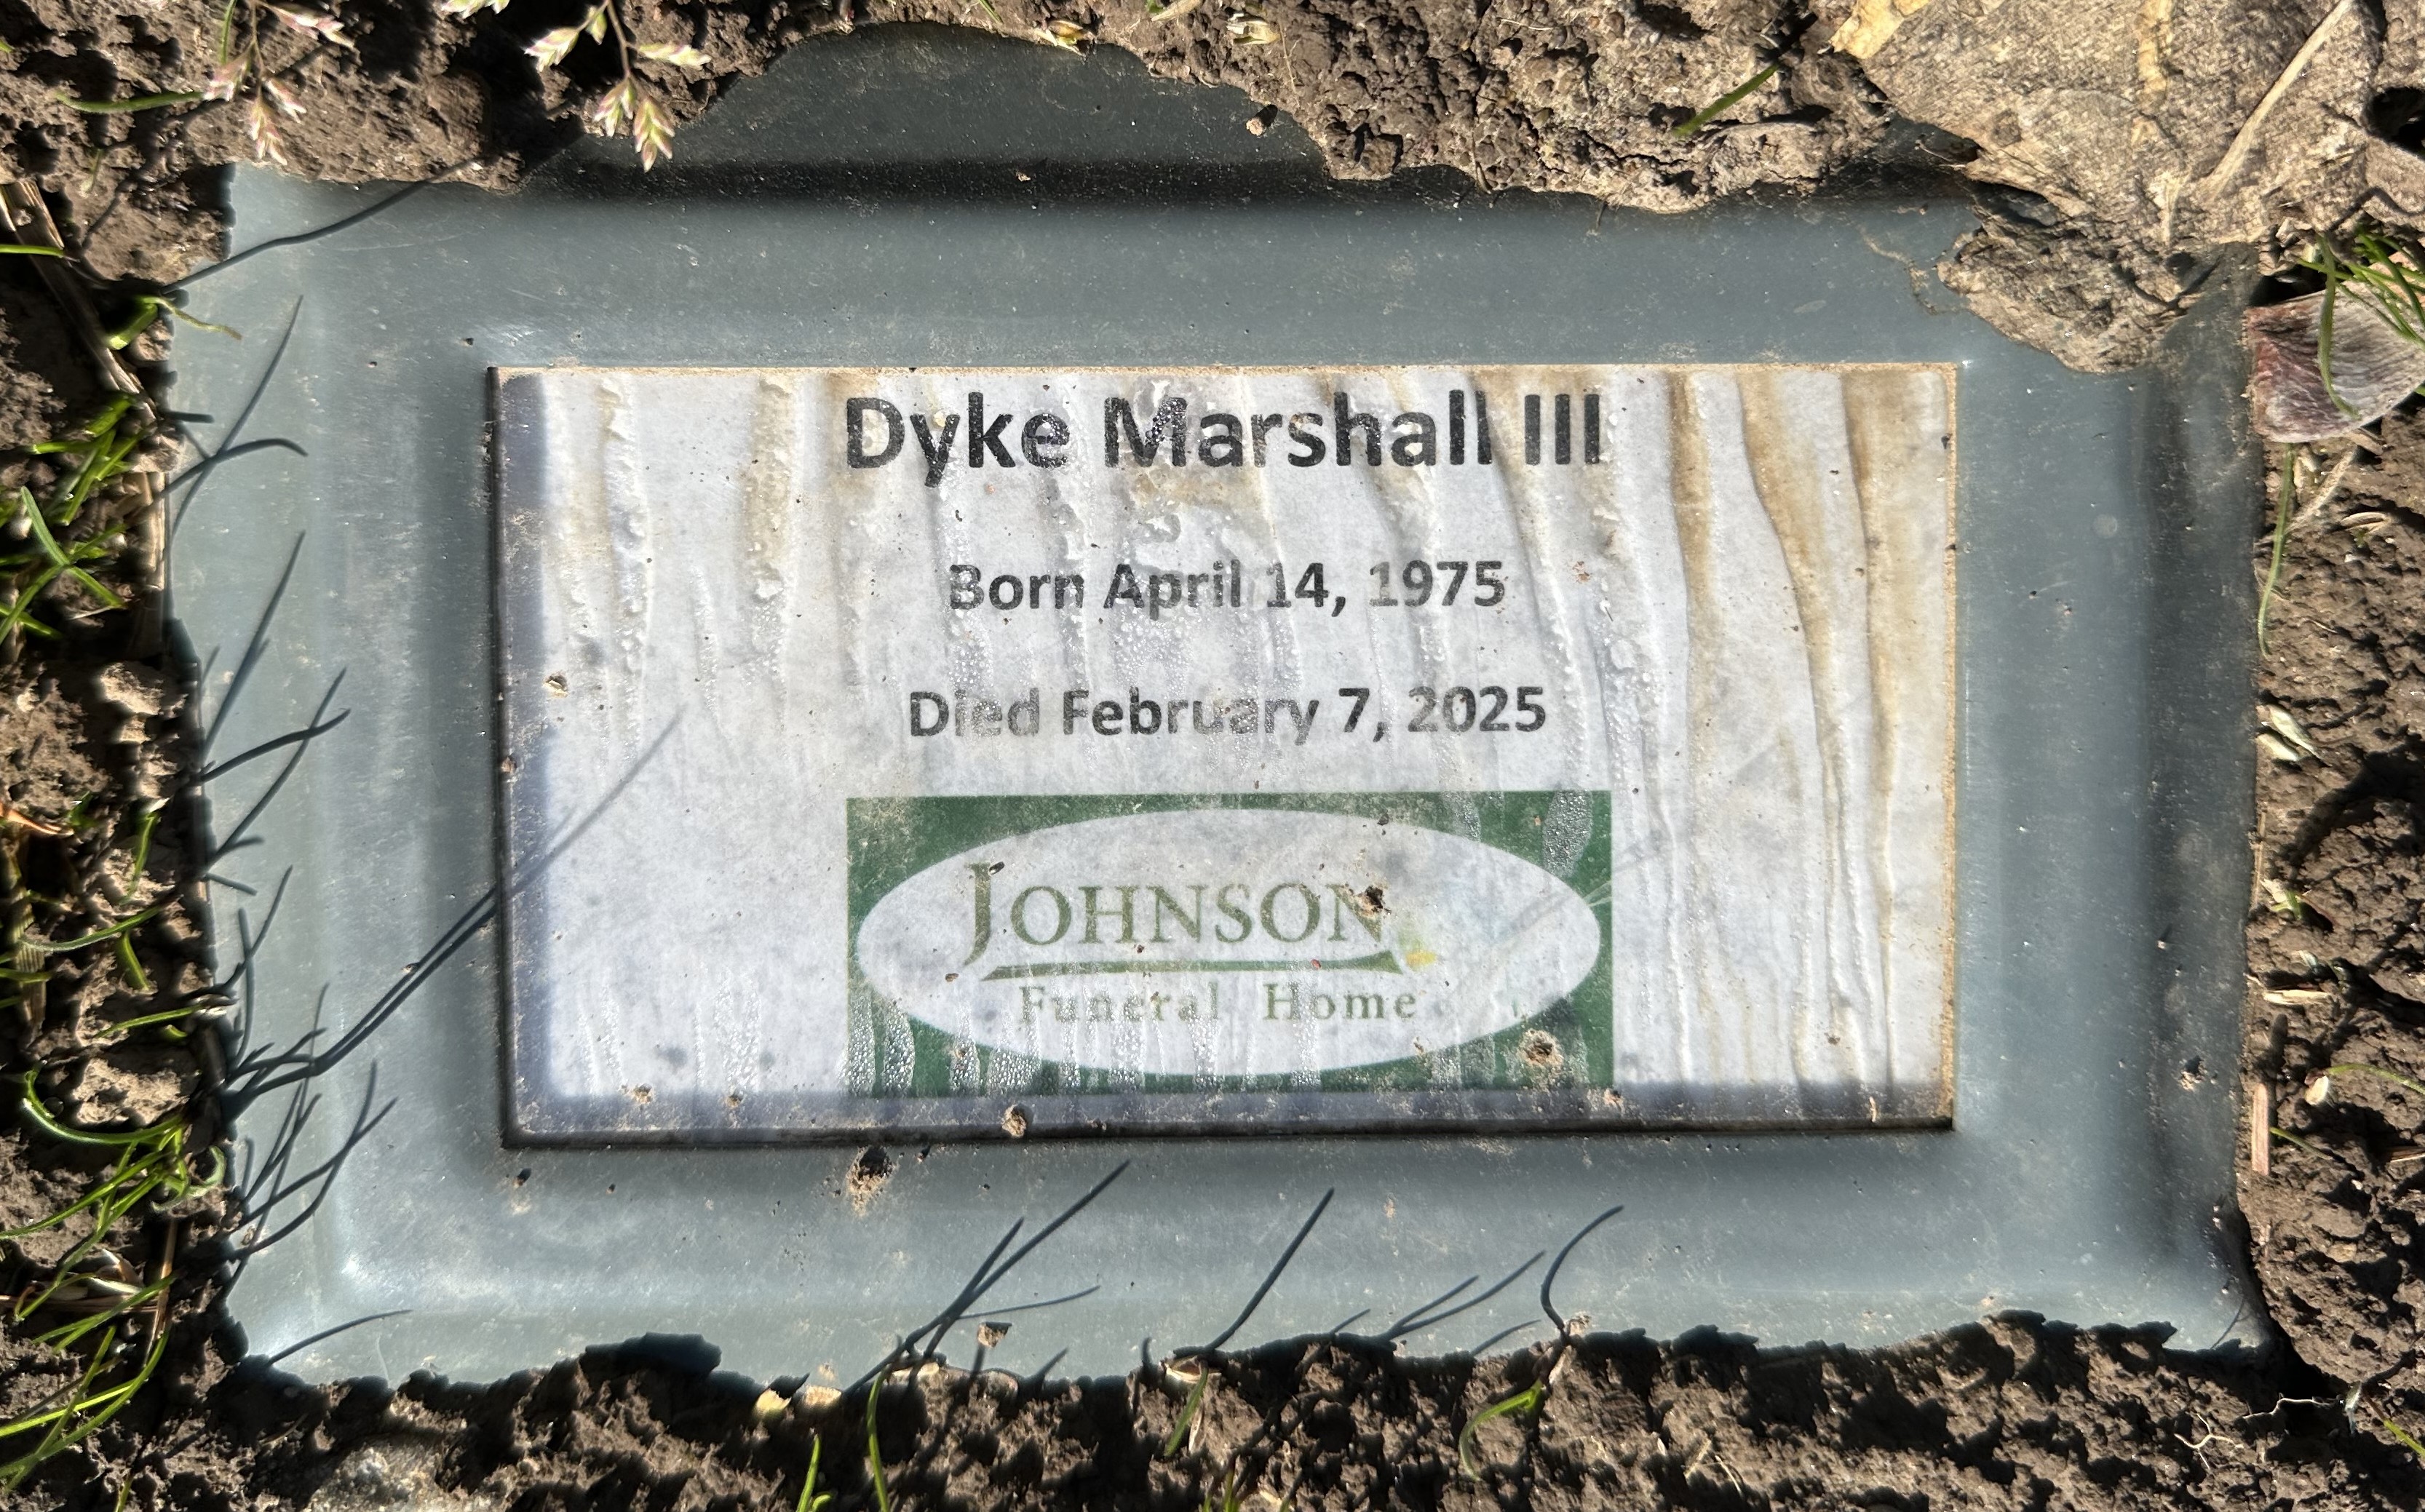 Dyke Marshall III
Born April 14, 1975
Died February 7, 2025
JOHNSON
Funeral Home